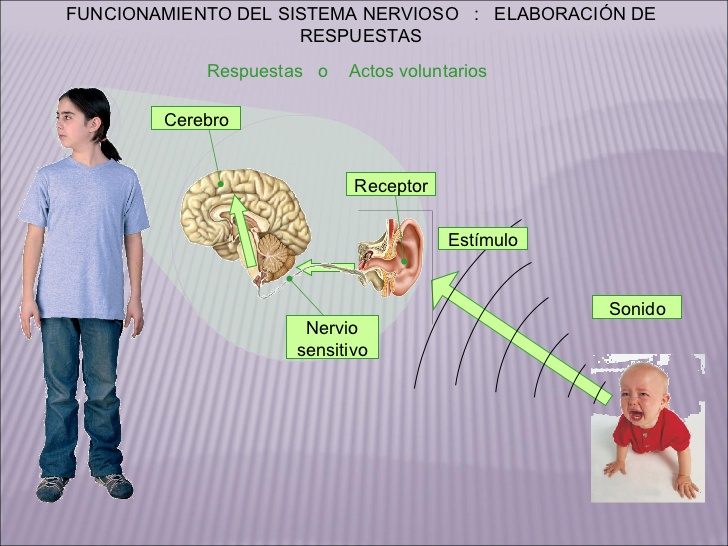 FUNCIONAMIENTO DEL SISTEMA NERVIOSO : ELABORACIÓN DE
RESPUESTAS
Respuestas o Actos voluntarios
Cerebro
Receptor
Estímulo
Sonido
Nervio
sensitivo